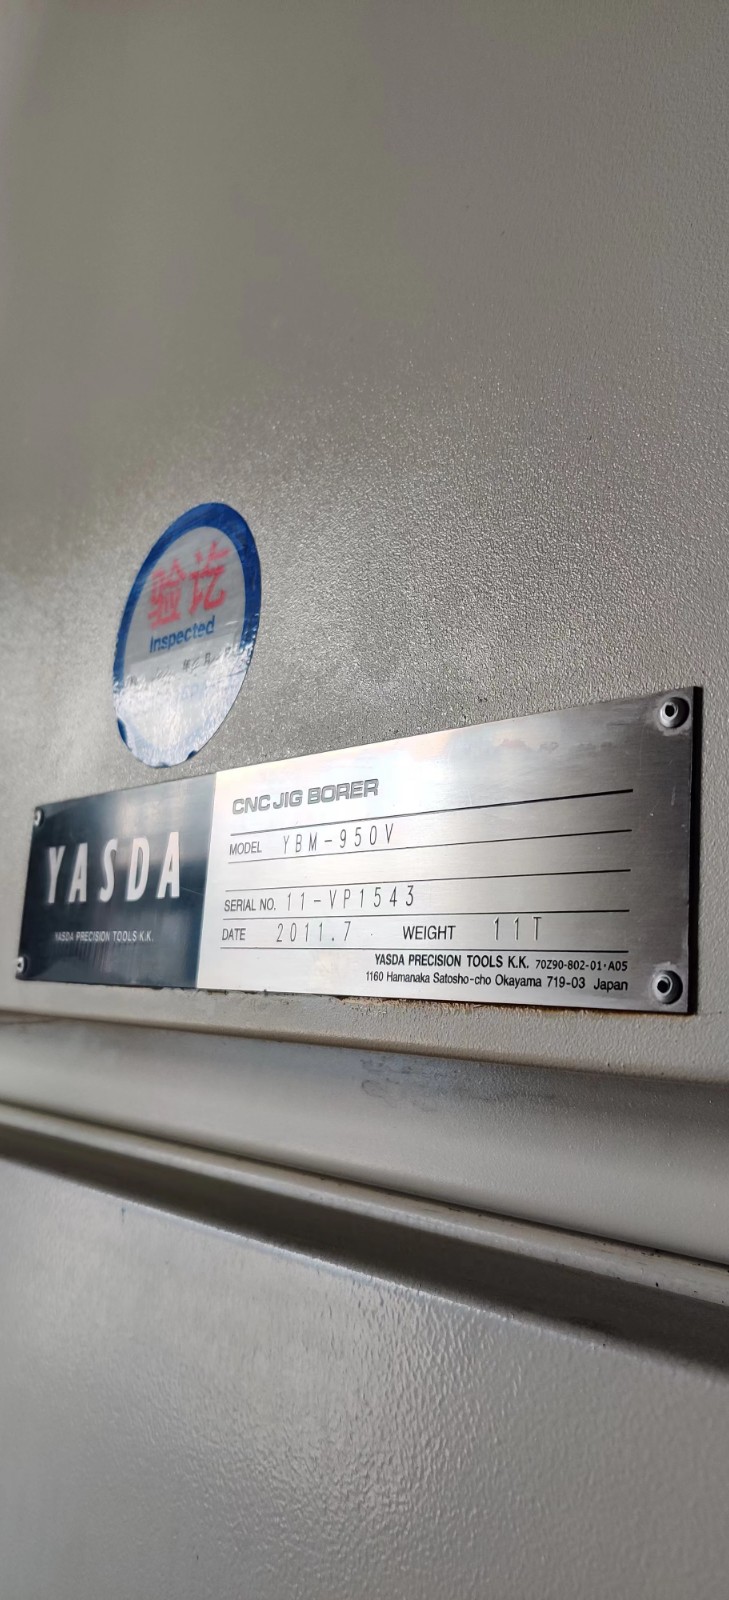 验讫
Inspected
YASDA
YASDA PRECISION TOOLS K.K.
CNC JIG BORER
MODEL YBM-950V
SERIAL NO. 11-VP1543
DATE 2011.7 WEIGHT 11T
YASDA PRECISION TOOLS K.K. 70Z90-802-01・A05
1160 Hamanaka Satosho-cho Okayama 719-03 Japan